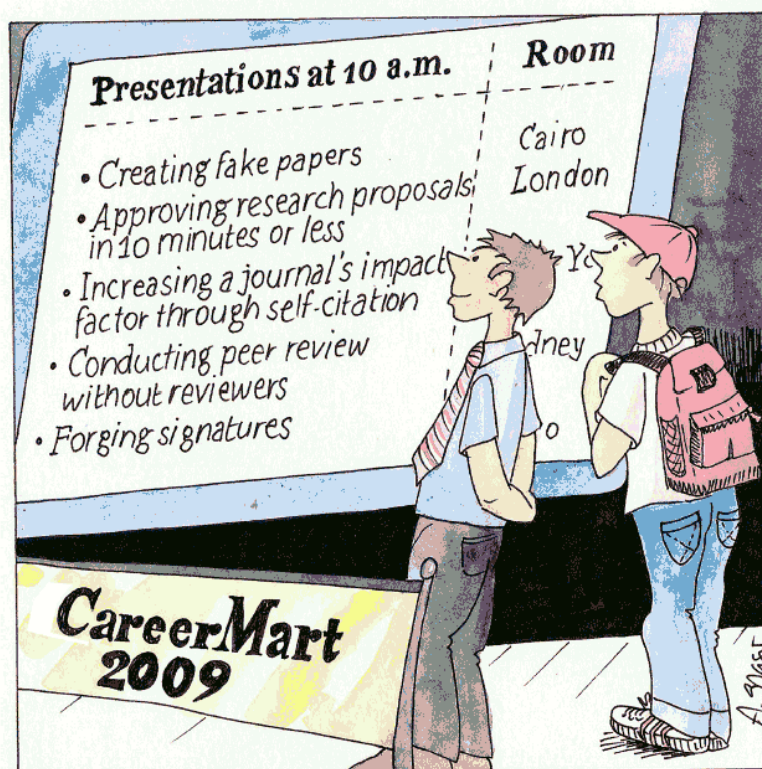 Presentations at 10 a.m. Room
• Creating fake papers Cairo
• Approving research proposals London
in 10 minutes or less
• Increasing a journal's impact
factor through self-citation
• Conducting peer review
without reviewers
• Forging signatures
CareerMart
2009